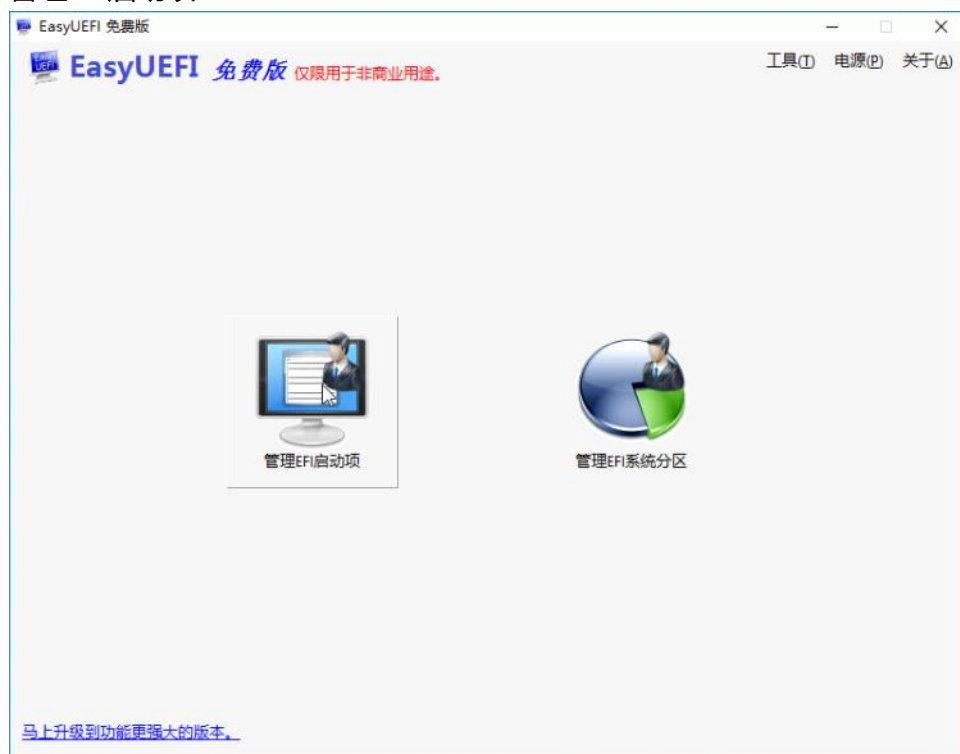 EasyUEFI 免费版
EasyUEFI 免费版 仅限用于非商业用途。
工具(T) 电源(P) 关于(A)
管理EFI启动项
管理EFI系统分区
马上升级到功能更强大的版本。